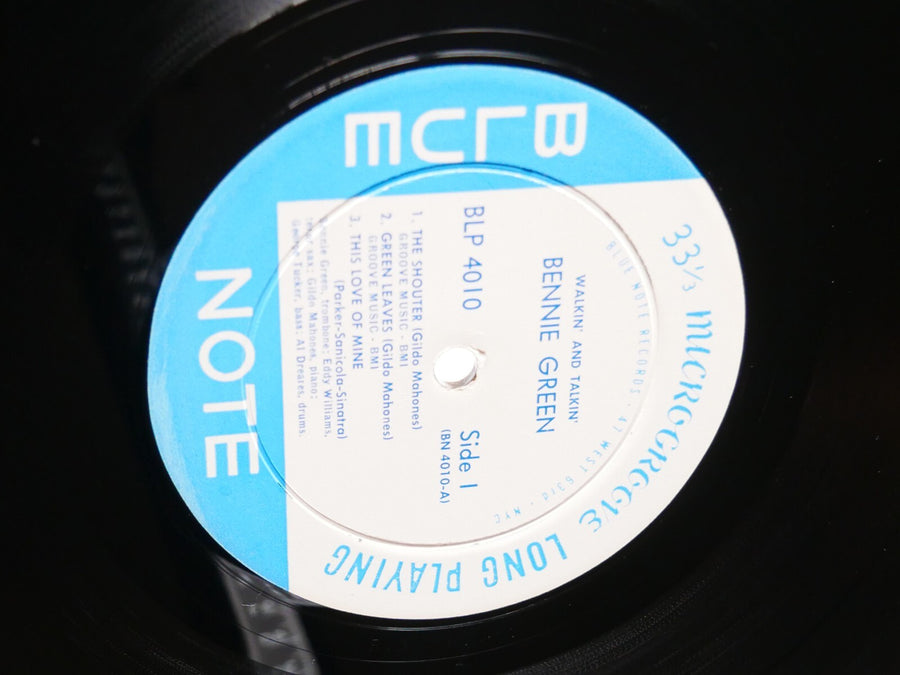 33⅓ MICROGROOVE LONG PLAYING
BLUE NOTE RECORDS · 47 WEST 63rd · NYC
WALKIN' AND TALKIN'
BENNIE GREEN
BLP 4010
Side 1
(BN 4010-A)
1. THE SHOUTER (Gildo Mahones)
GROOVE MUSIC - BMI
2. GREEN LEAVES (Gildo Mahones)
GROOVE MUSIC - BMI
3. THIS LOVE OF MINE
(Parker-Sanicola-Sinatra)
Bennie Green, trombone; Eddy Williams,
tenor sax; Gildo Mahones, piano;
George Tucker, bass; Al Dreares, drums.
BLUE
NOTE